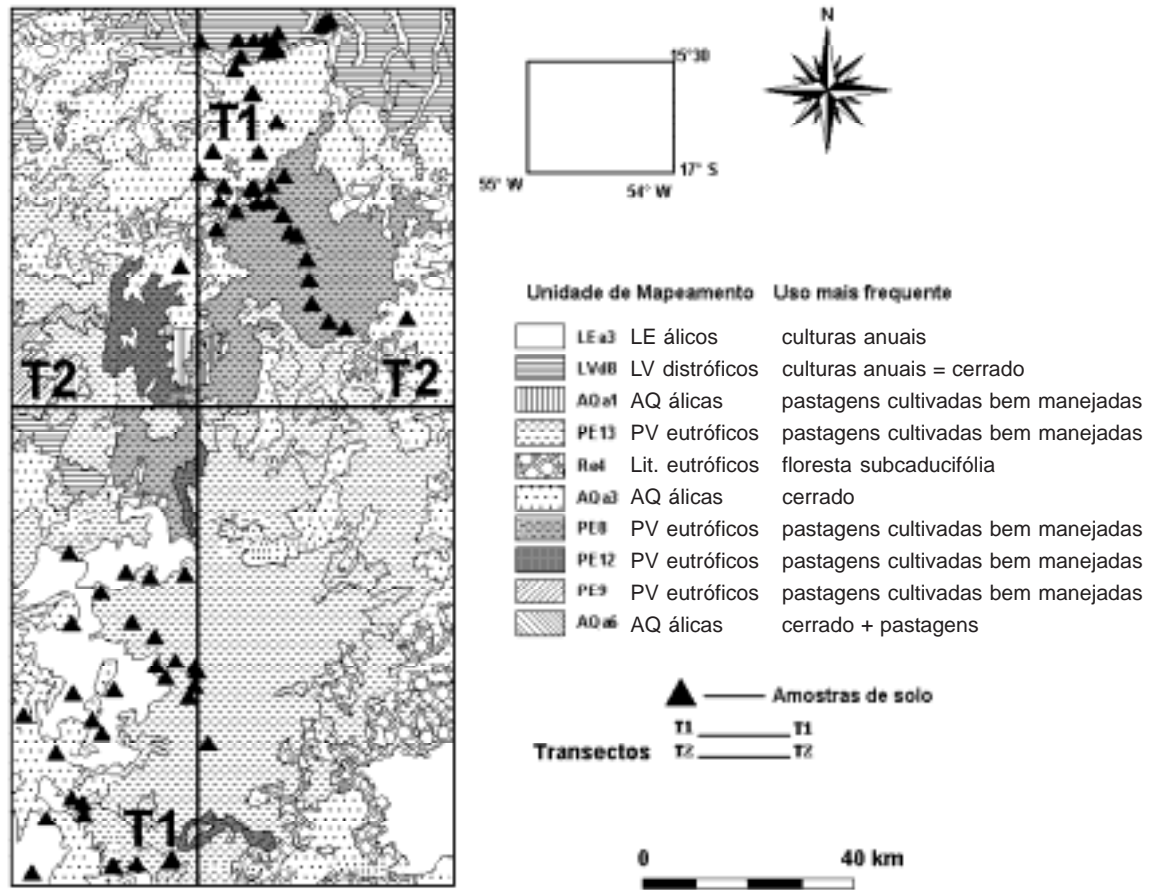 T1
T2
T2
T1
N
15°30
17° S
55° W
54° W
Unidade de Mapeamento Uso mais frequente
LEa3 LE álicos culturas anuais
LVd8 LV distróficos culturas anuais = cerrado
AQa1 AQ álicas pastagens cultivadas bem manejadas
PE13 PV eutróficos pastagens cultivadas bem manejadas
Re4 Lit. eutróficos floresta subcaducifólia
AQa3 AQ álicas cerrado
PE8 PV eutróficos pastagens cultivadas bem manejadas
PE12 PV eutróficos pastagens cultivadas bem manejadas
PE9 PV eutróficos pastagens cultivadas bem manejadas
AQa6 AQ álicas cerrado + pastagens
Amostras de solo
T1 T1
Transectos T2 T2
0 40 km